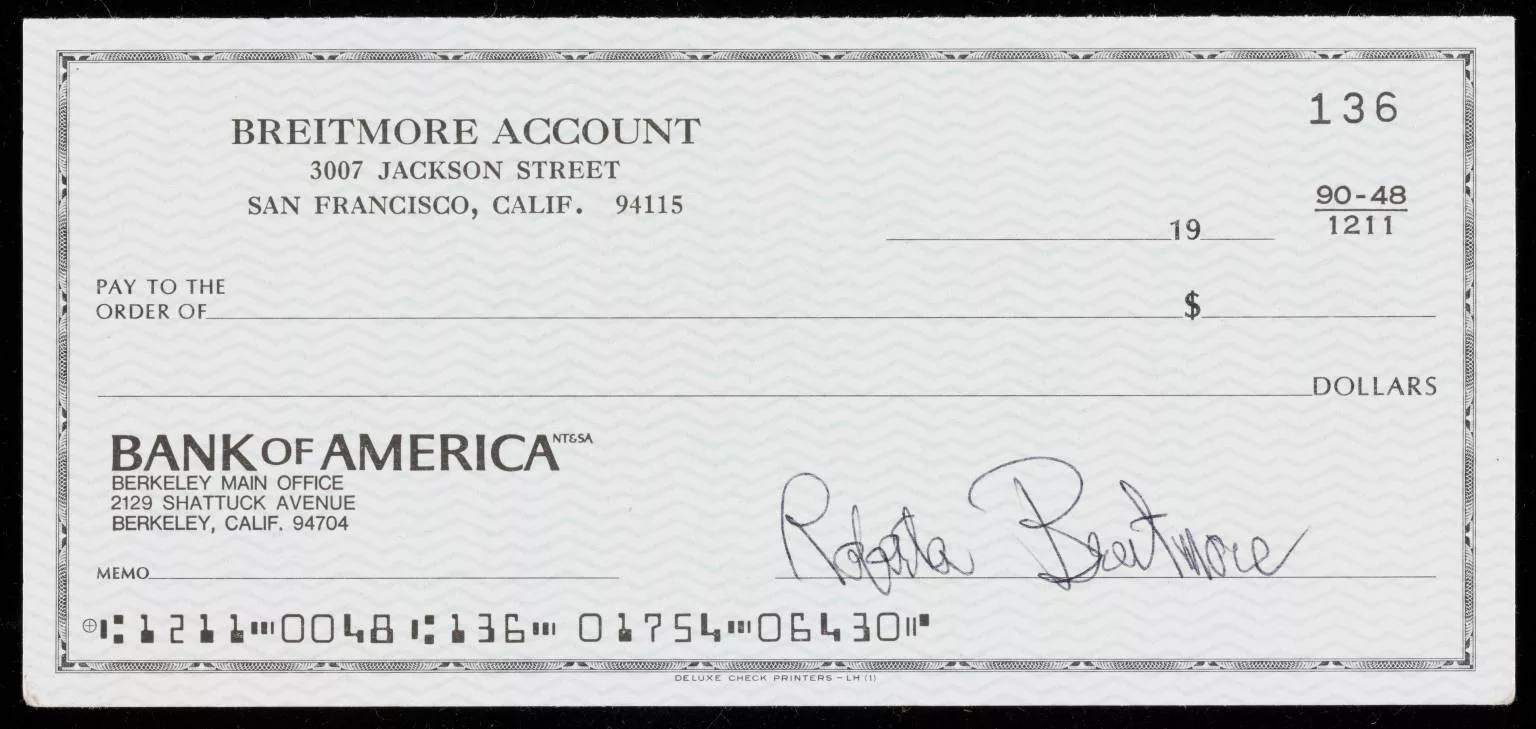 136
BREITMORE ACCOUNT
3007 JACKSON STREET
SAN FRANCISCO, CALIF. 94115
90-48
1211
19
PAY TO THE
ORDER OF
$
DOLLARS
BANK OF AMERICA NT&SA
BERKELEY MAIN OFFICE
2129 SHATTUCK AVENUE
BERKELEY, CALIF. 94704
Roberta Breitmore
MEMO
⑆1211⑉0048⑆136⑉ 01754⑉06430⑈
DELUXE CHECK PRINTERS – LH (1)